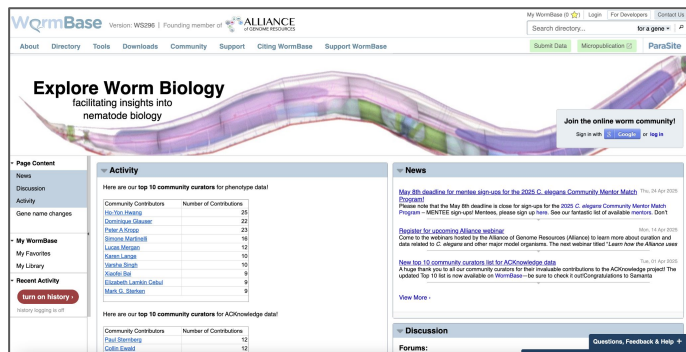 My WormBase (0) Login For Developers Contact Us
WormBase Version: WS296 | Founding member of ALLIANCE of GENOME RESOURCES
Search directory... for a gene
About Directory Tools Downloads Community Support Citing WormBase Support WormBase
Submit Data Micropublication ParaSite
Explore Worm Biology
facilitating insights into
nematode biology
Join the online worm community!
Sign in with Google or log in
Page Content
News
Discussion
Activity
Gene name changes
My WormBase
My Favorites
My Library
Recent Activity
turn on history ›
history logging is off
Activity
Here are our top 10 community curators for phenotype data!
Community Contributors Number of Contributions
Ho-Yon Hwang 25
Dominique Glauser 22
Peter A Kropp 23
Simone Martinelli 16
Lucas Mergan 12
Karen Lange 10
Varsha Singh 10
Xiaofei Bai 9
Elizabeth Lamkin Cebul 9
Mark G. Sterken 9
Here are our top 10 community curators for ACKnowledge data!
Community Contributors Number of Contributions
Paul Sternberg 12
Collin Ewald 12
News
May 8th deadline for mentee sign-ups for the 2025 C. elegans Community Mentor Match Thu, 24 Apr 2025
Program!
Please note that the May 8th deadline is close for sign-ups for the 2025 C. elegans Community Mentor Match
Program – MENTEE sign-ups! Mentees, please sign up here. See our fantastic list of available mentors. Don't
Register for upcoming Alliance webinar Mon, 14 Apr 2025
Come to the webinars hosted by the Alliance of Genome Resources (Alliance) to learn more about curation and
data related to C. elegans and other major model organisms. The next webinar titled "Learn how the Alliance uses
New top 10 community curators list for ACKnowledge data Tue, 01 Apr 2025
A huge thank you to all our community curators for their invaluable contributions to the ACKnowledge project! The
updated Top 10 list is now available on WormBase—be sure to check it out!Congratulations to Samanta
View More ›
Discussion
Forums:
Questions, Feedback & Help +